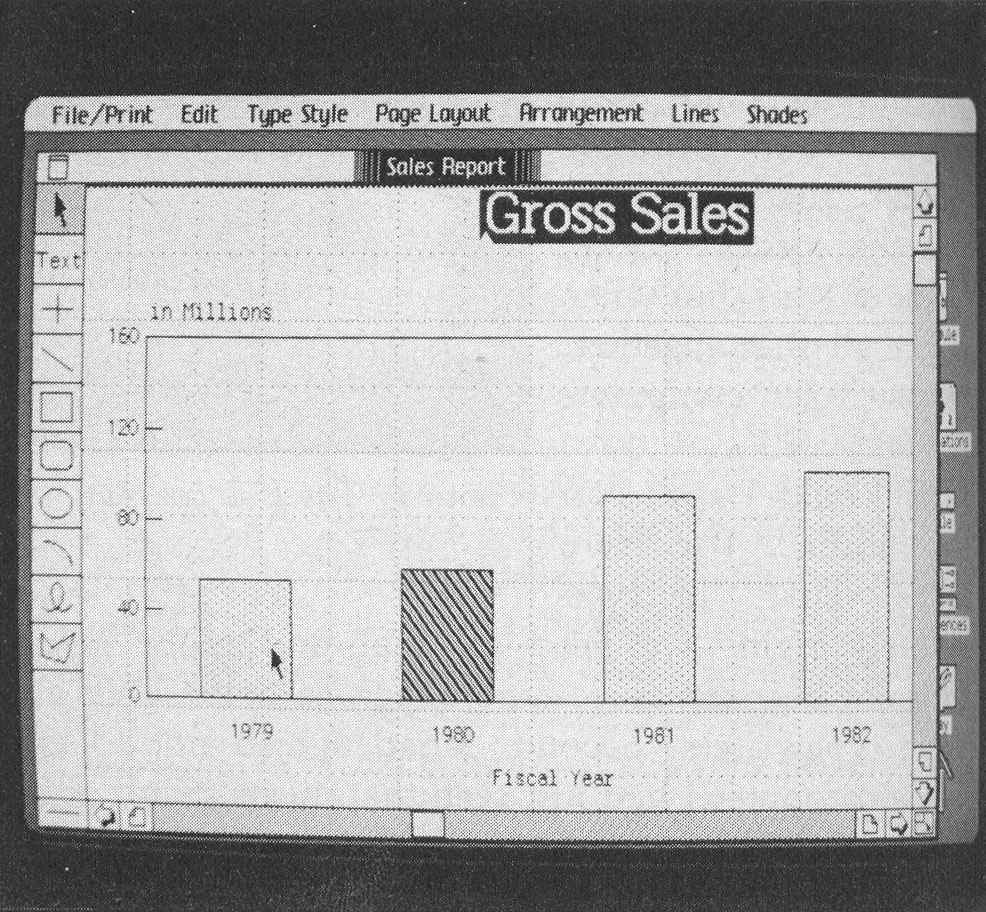 File/Print Edit Type Style Page Layout Arrangement Lines Shades
Sales Report
Gross Sales
Text
in Millions
160
120
80
40
0
1979 1980 1981 1982
Fiscal Year